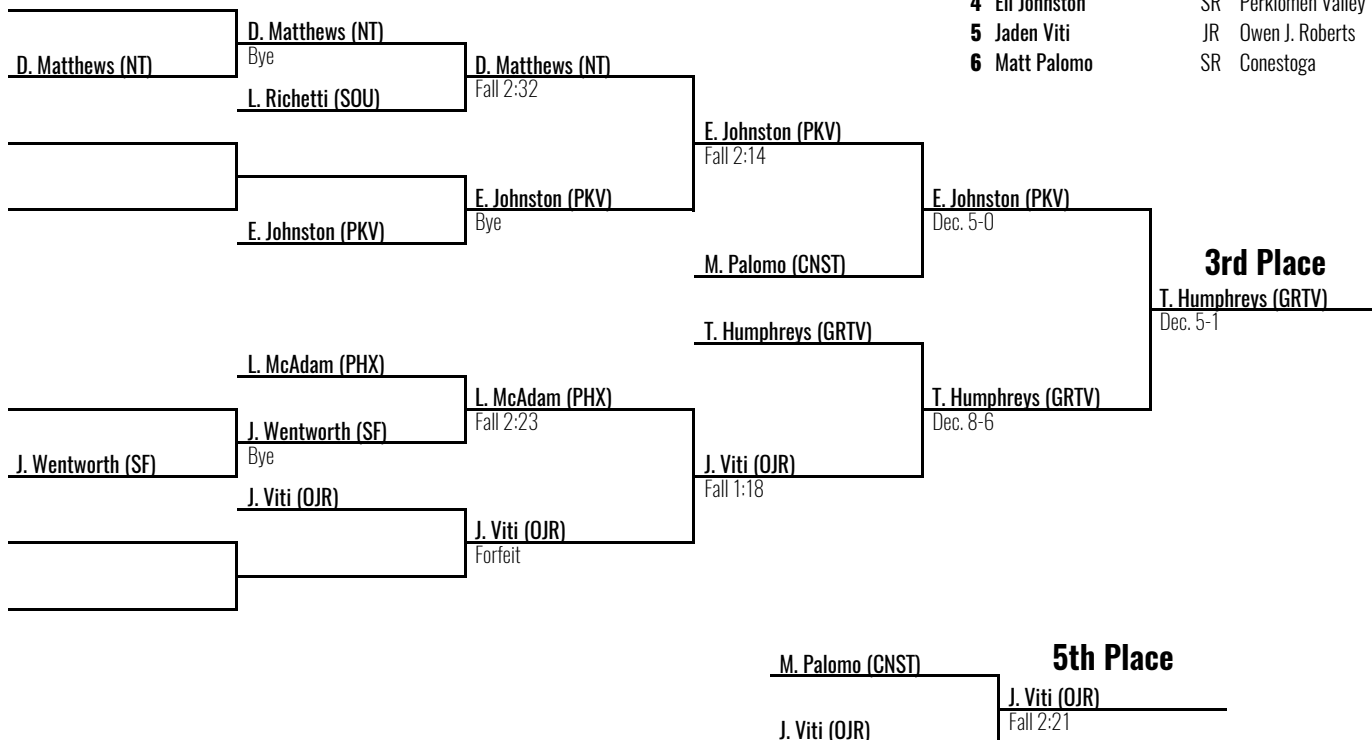 4 Eli Johnston SR Perkiomen Valley
5 Jaden Viti JR Owen J. Roberts
6 Matt Palomo SR Conestoga
D. Matthews (NT)
D. Matthews (NT)
Bye
L. Richetti (SOU)
D. Matthews (NT)
Fall 2:32
E. Johnston (PKV)
E. Johnston (PKV)
Bye
E. Johnston (PKV)
Fall 2:14
M. Palomo (CNST)
E. Johnston (PKV)
Dec. 5-0
3rd Place
T. Humphreys (GRTV)
Dec. 5-1
T. Humphreys (GRTV)
T. Humphreys (GRTV)
Dec. 8-6
L. McAdam (PHX)
L. McAdam (PHX)
Fall 2:23
J. Wentworth (SF)
J. Wentworth (SF)
Bye
J. Viti (OJR)
J. Viti (OJR)
Forfeit
J. Viti (OJR)
Fall 1:18
5th Place
M. Palomo (CNST)
J. Viti (OJR)
J. Viti (OJR)
Fall 2:21